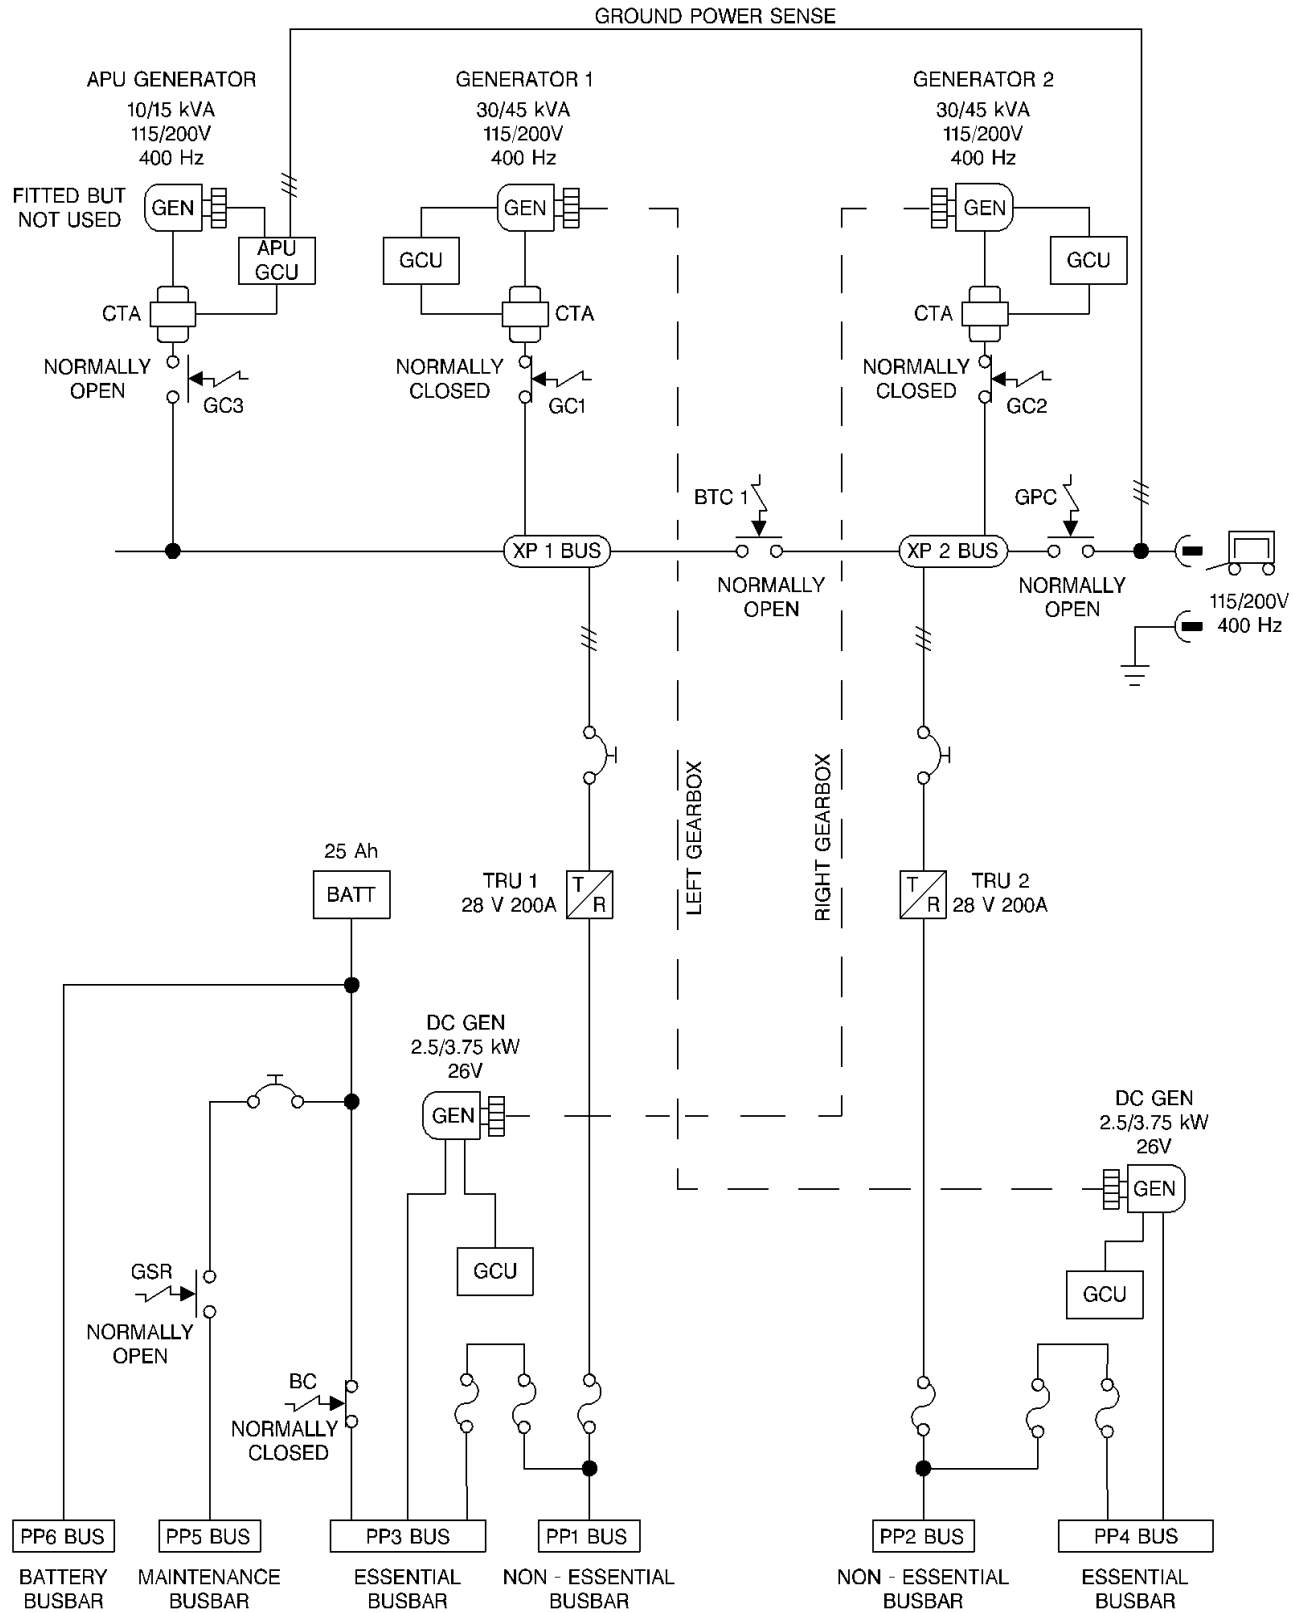 GROUND POWER SENSE
APU GENERATOR
10/15 kVA
115/200V
400 Hz
GENERATOR 1
30/45 kVA
115/200V
400 Hz
GENERATOR 2
30/45 kVA
115/200V
400 Hz
FITTED BUT
NOT USED
GEN
GEN
GEN
APU
GCU
GCU
GCU
CTA
CTA
CTA
NORMALLY
OPEN
GC3
NORMALLY
CLOSED
GC1
NORMALLY
CLOSED
GC2
BTC 1
GPC
XP 1 BUS
XP 2 BUS
NORMALLY
OPEN
NORMALLY
OPEN
115/200V
400 Hz
LEFT GEARBOX
RIGHT GEARBOX
25 Ah
BATT
TRU 1
28 V 200A
T
R
T
R
TRU 2
28 V 200A
DC GEN
2.5/3.75 kW
26V
GEN
GCU
DC GEN
2.5/3.75 kW
26V
GEN
GCU
GSR
NORMALLY
OPEN
BC
NORMALLY
CLOSED
PP6 BUS
PP5 BUS
PP3 BUS
PP1 BUS
PP2 BUS
PP4 BUS
BATTERY
BUSBAR
MAINTENANCE
BUSBAR
ESSENTIAL
BUSBAR
NON - ESSENTIAL
BUSBAR
NON - ESSENTIAL
BUSBAR
ESSENTIAL
BUSBAR